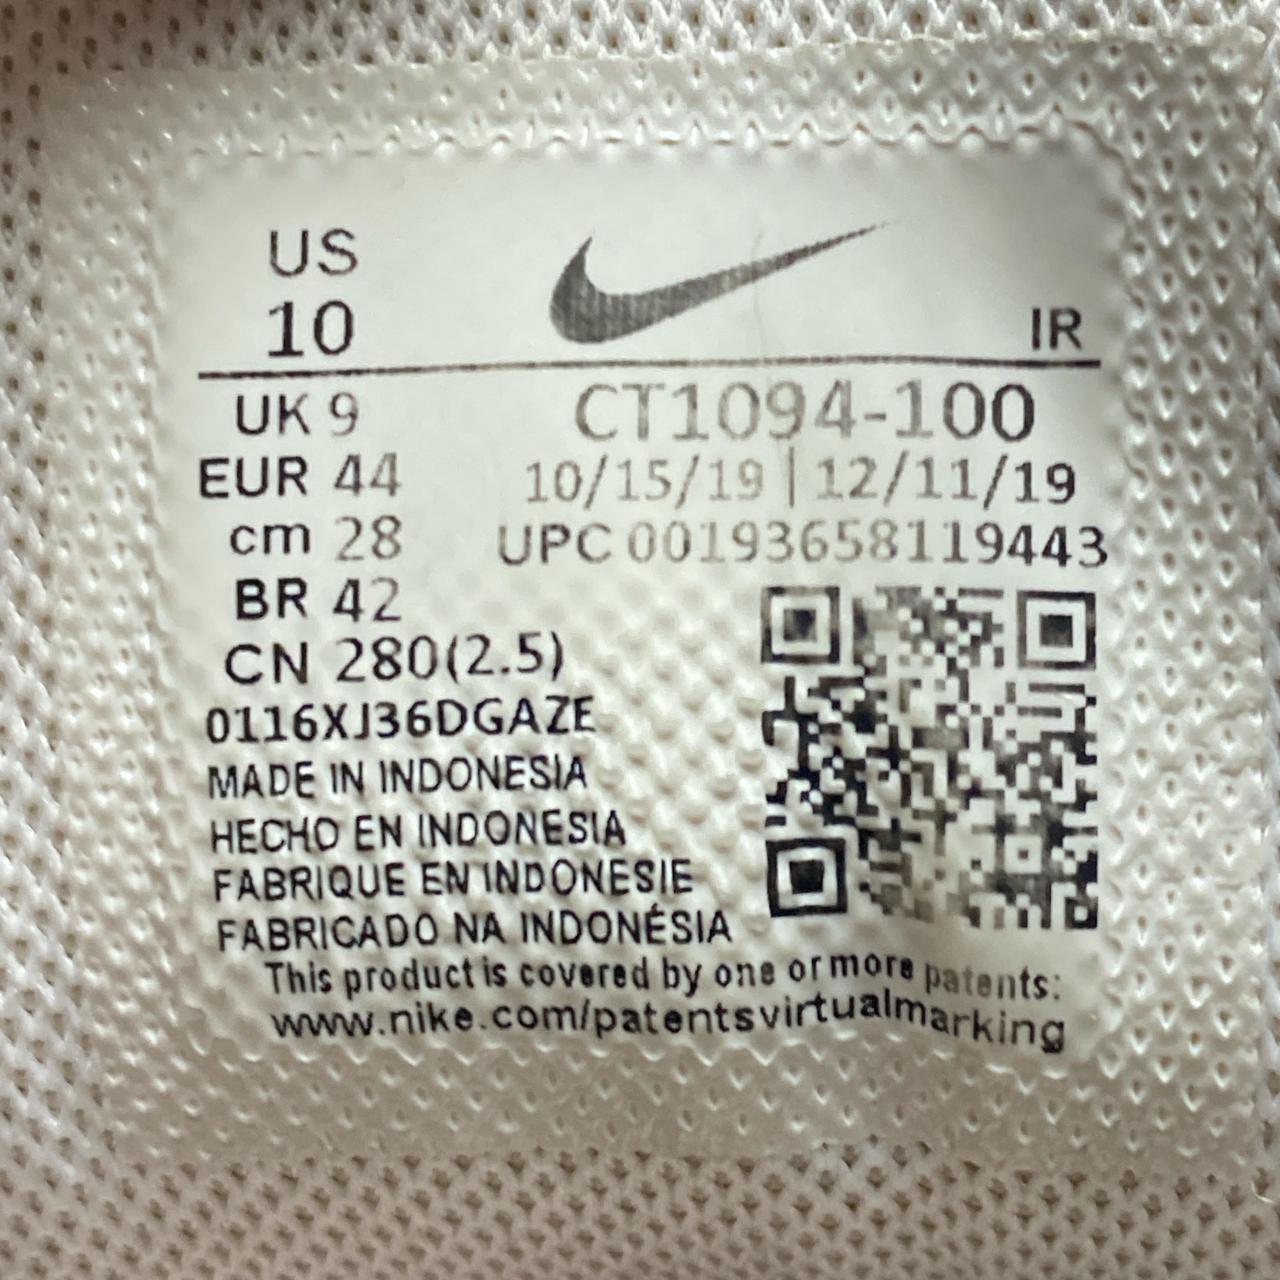 US
10
IR
UK 9
CT1094-100
EUR 44
10/15/19 | 12/11/19
cm 28
UPC 00193658119443
BR 42
CN 280(2.5)
0116XJ36DGAZE
MADE IN INDONESIA
HECHO EN INDONESIA
FABRIQUE EN INDONESIE
FABRICADO NA INDONÉSIA
This product is covered by one or more patents:
www.nike.com/patentsvirtualmarking